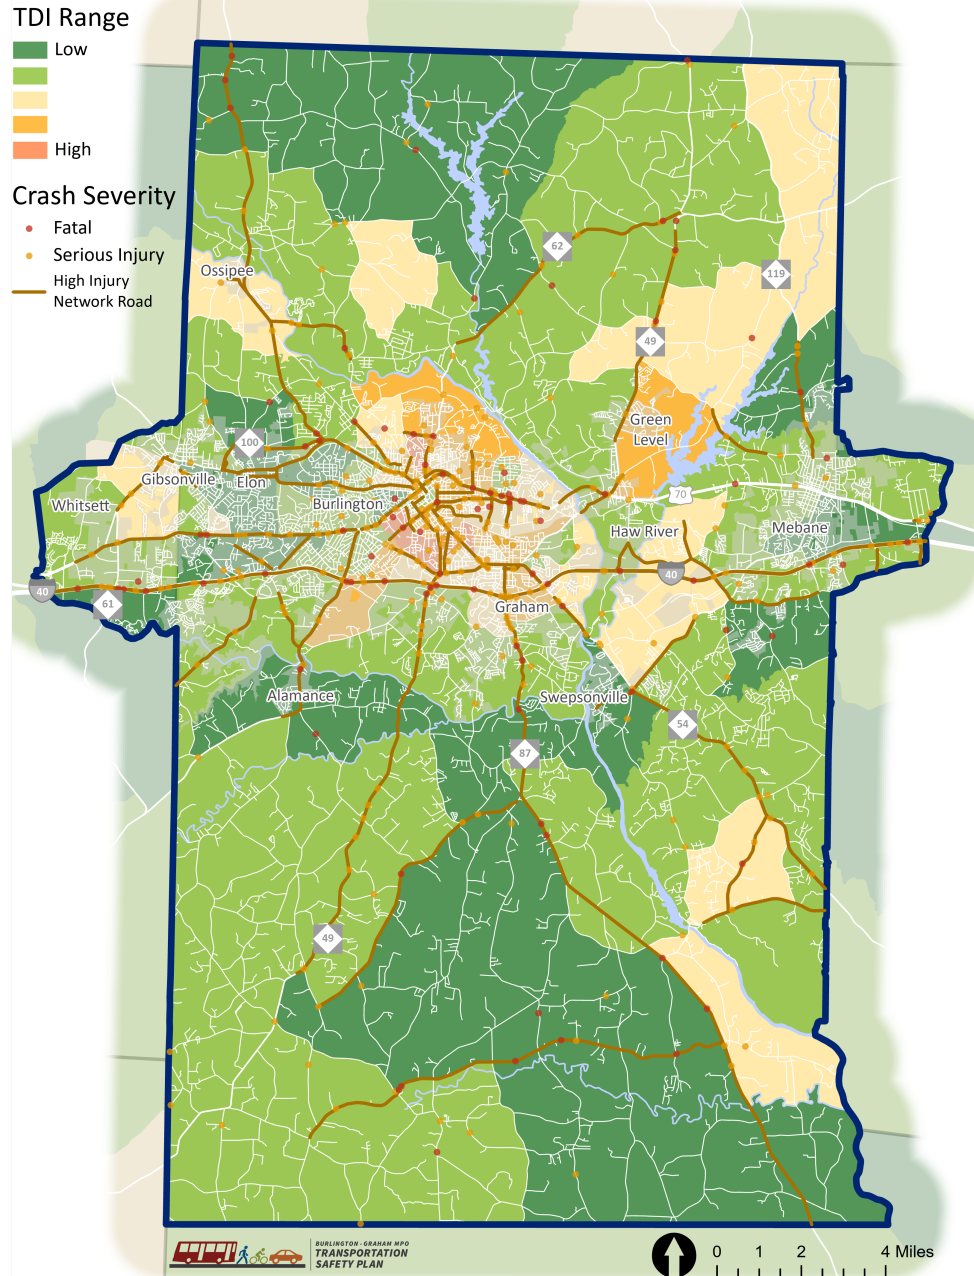 TDI Range
Low
High
Crash Severity
Fatal
Serious Injury
High Injury
Network Road
62
119
Ossipee
49
Green
Level
100
Gibsonville
Elon
Whitsett
Burlington
70
Haw River
Mebane
40
40
61
Graham
Alamance
Swepsonville
54
87
49
BURLINGTON - GRAHAM MPO
TRANSPORTATION
SAFETY PLAN
0 1 2 4 Miles